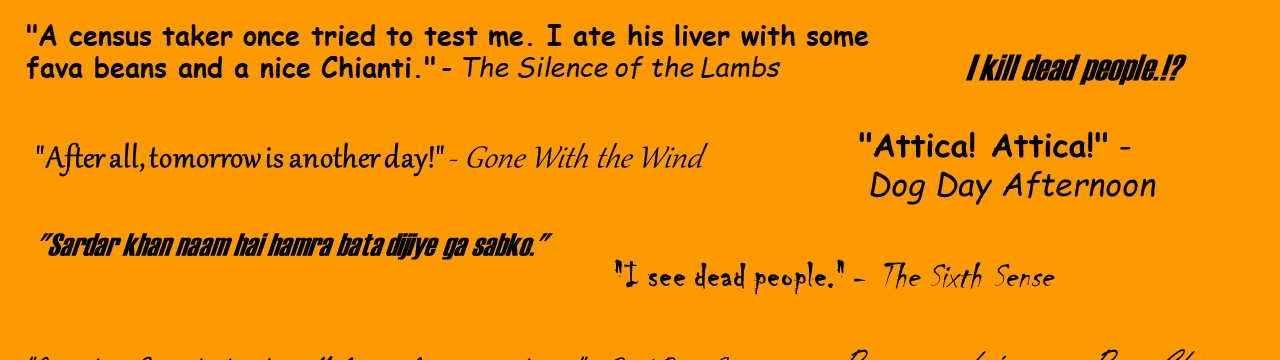 "A census taker once tried to test me. I ate his liver with some
fava beans and a nice Chianti." - The Silence of the Lambs
I kill dead people.!?
"After all, tomorrow is another day!" - Gone With the Wind
"Attica! Attica!" -
Dog Day Afternoon
"Sardar khan naam hai hamra bata dijiye ga sabko."
"I see dead people." - The Sixth Sense